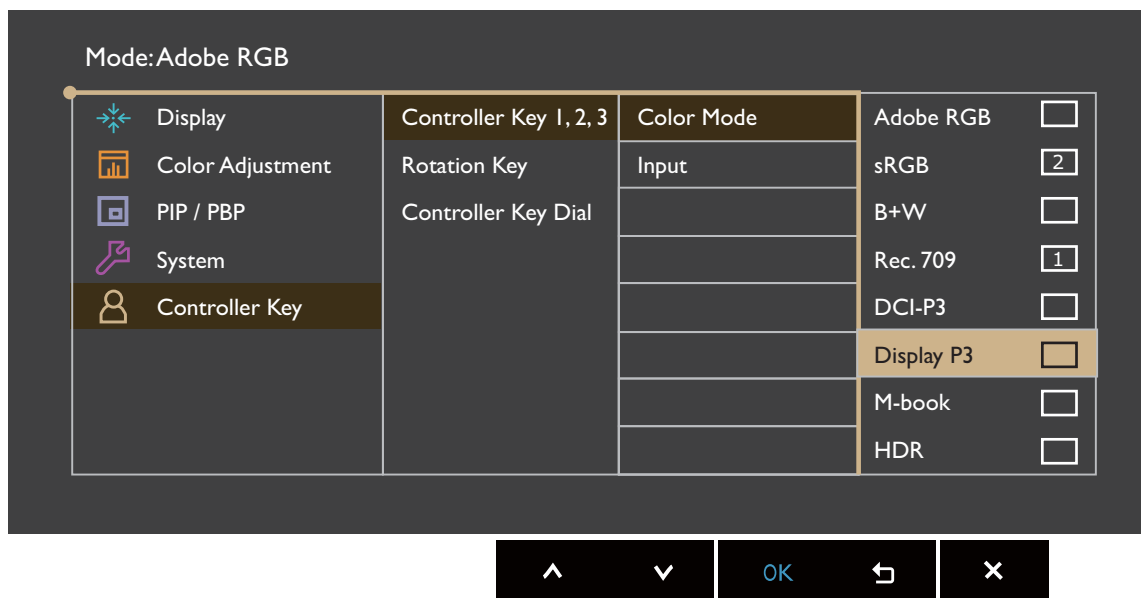 Mode: Adobe RGB
Display
Color Adjustment
PIP / PBP
System
Controller Key
Controller Key 1, 2, 3
Rotation Key
Controller Key Dial
Color Mode
Input
Adobe RGB
sRGB 2
B+W
Rec. 709 1
DCI-P3
Display P3
M-book
HDR
OK